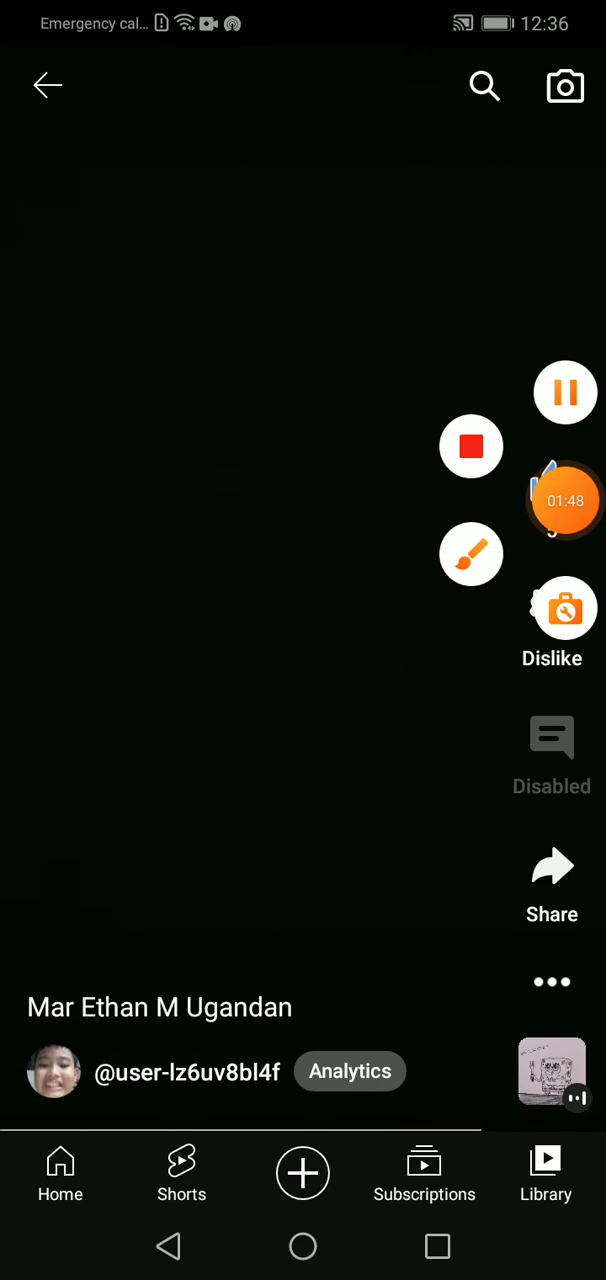 Emergency cal... 12:36
01:48
Dislike
Disabled
Share
Mar Ethan M Ugandan
@user-lz6uv8bl4f Analytics
Home Shorts Subscriptions Library